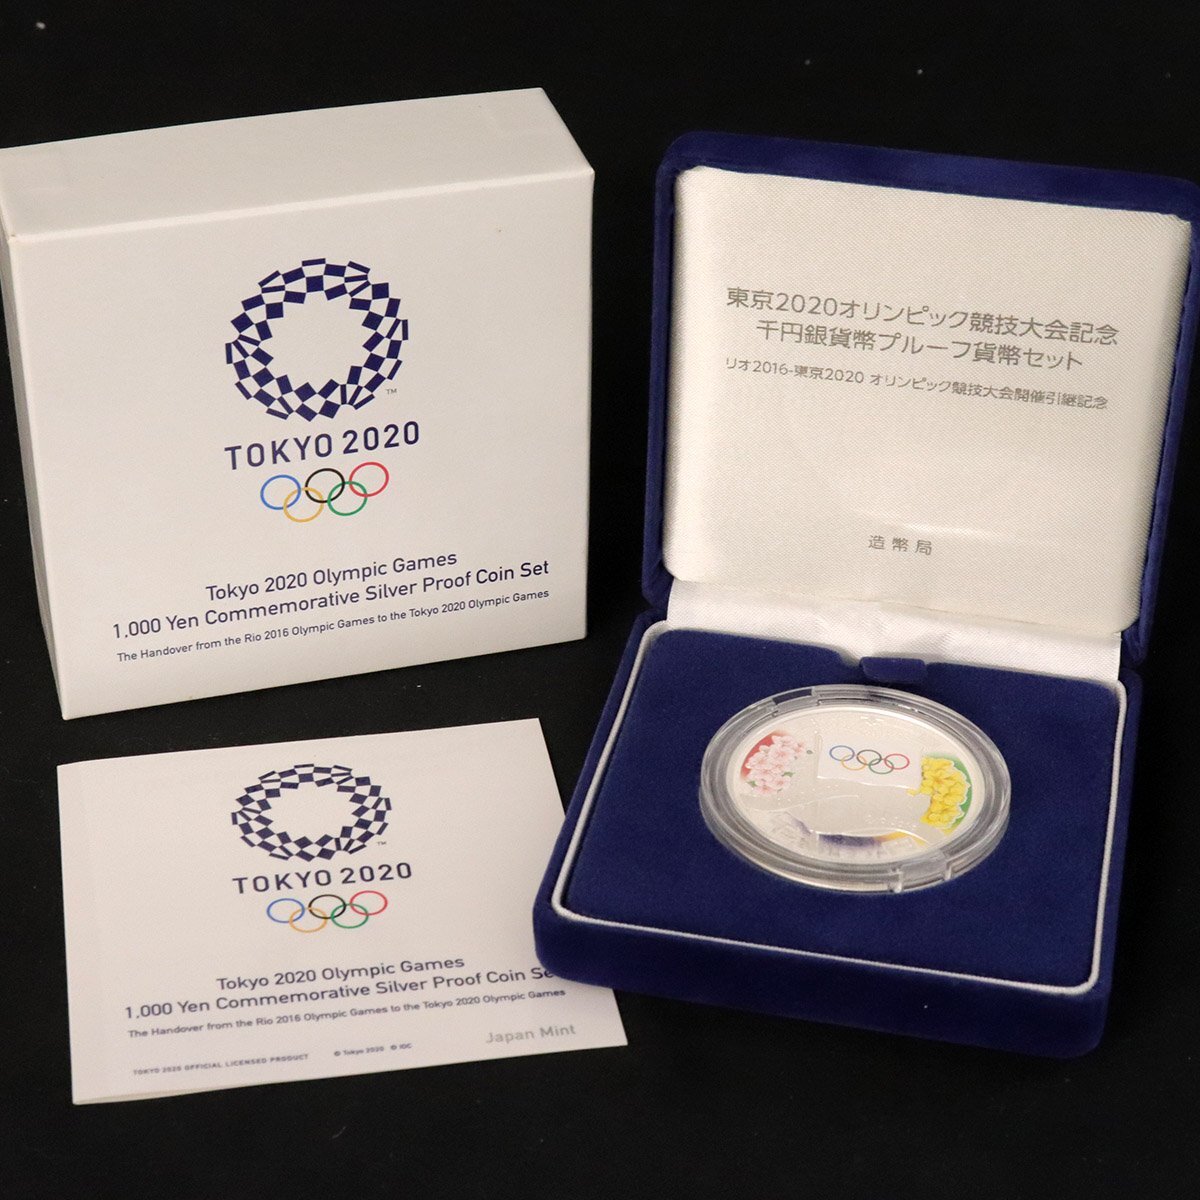 TM
TOKYO 2020
Tokyo 2020 Olympic Games
1,000 Yen Commemorative Silver Proof Coin Set
The Handover from the Rio 2016 Olympic Games to the Tokyo 2020 Olympic Games
東京2020オリンピック競技大会記念
千円銀貨幣プルーフ貨幣セット
リオ2016-東京2020 オリンピック競技大会開催引継記念
造幣局
TM
TOKYO 2020
Tokyo 2020 Olympic Games
1,000 Yen Commemorative Silver Proof Coin Se
The Handover from the Rio 2016 Olympic Games to the Tokyo 2020 Olympic Games
Japan Mint
TOKYO 2020 OFFICIAL LICENSED PRODUCT © Tokyo 2020 © IOC